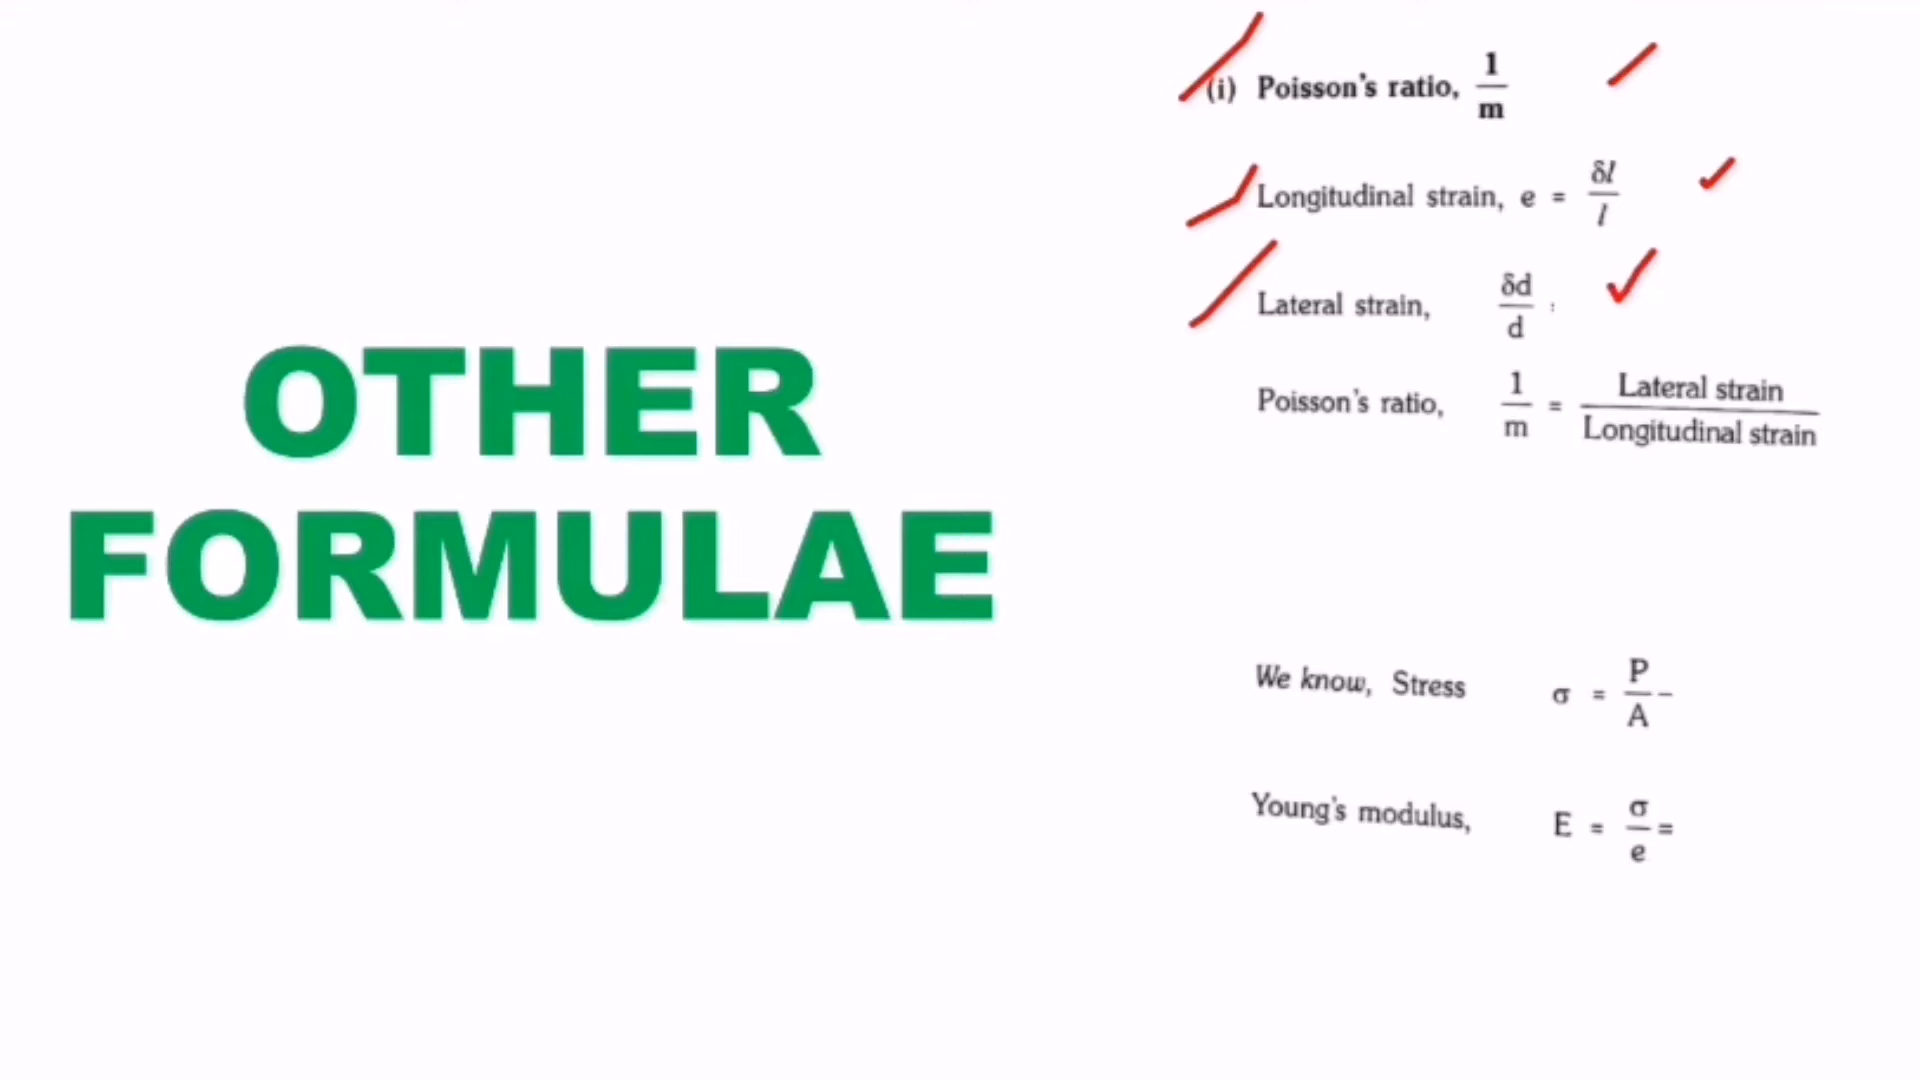 OTHER
FORMULAE
(i) Poisson's ratio, 1/m
Longitudinal strain, e = δl/l
Lateral strain, δd/d
Poisson's ratio, 1/m = Lateral strain/Longitudinal strain
We know, Stress σ = P/A -
Young's modulus, E = σ/e =